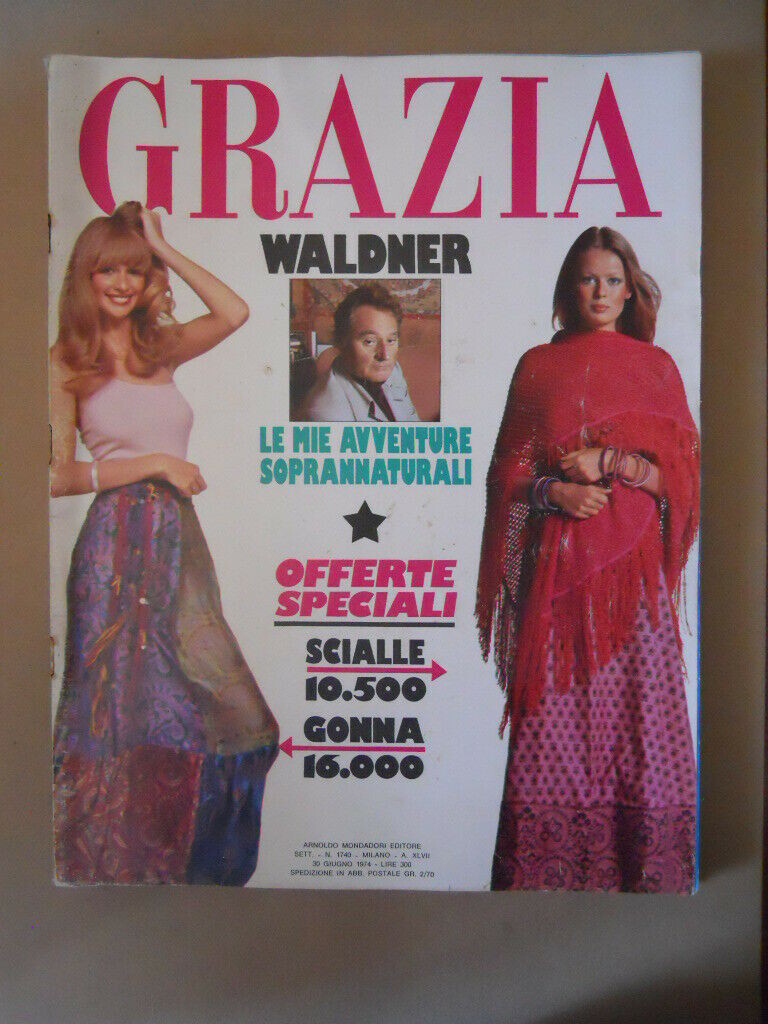 GRAZIA
WALDNER
LE MIE AVVENTURE
SOPRANNATURALI
OFFERTE
SPECIALI
SCIALLE
10.500
GONNA
16.000
ARNOLDO MONDADORI EDITORE
SETT. - N. 1740 - MILANO - A. XLVII
30 GIUGNO 1974 - LIRE 300
SPEDIZIONE IN ABB. POSTALE GR. 2/70